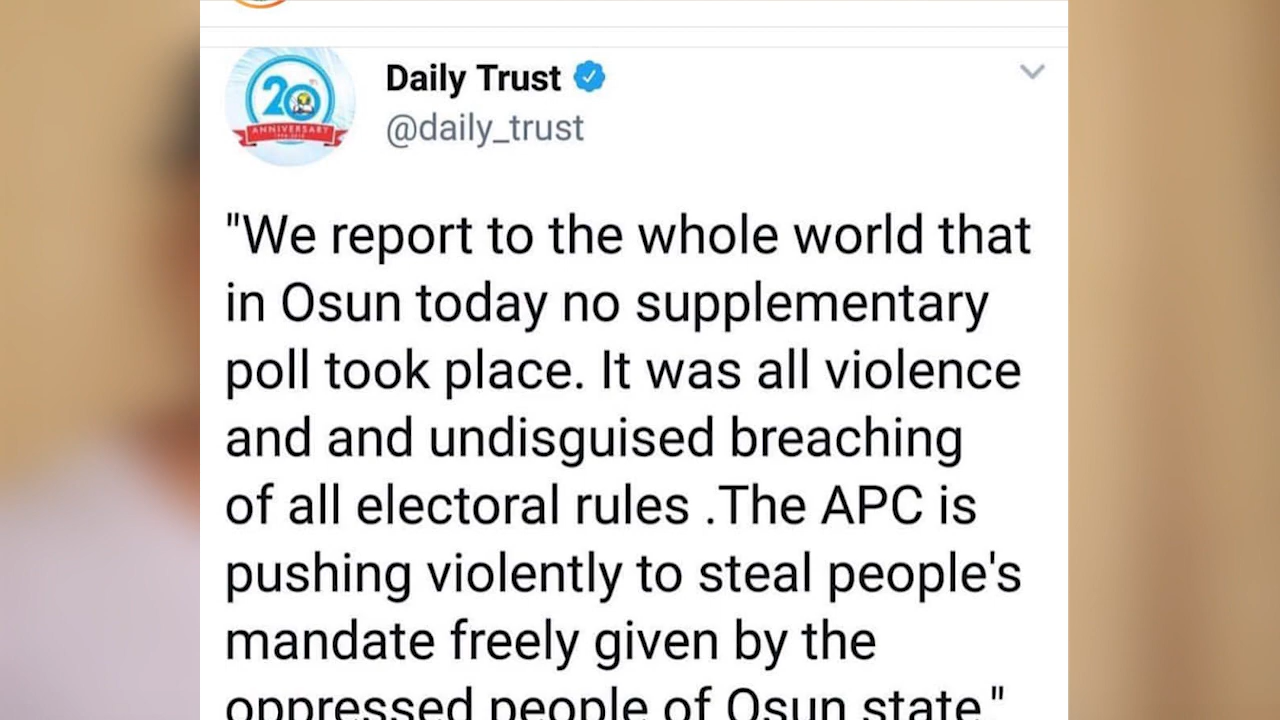 20
ANNIVERSARY
Daily Trust
@daily_trust
"We report to the whole world that
in Osun today no supplementary
poll took place. It was all violence
and and undisguised breaching
of all electoral rules .The APC is
pushing violently to steal people's
mandate freely given by the
oppressed people of Osun state."